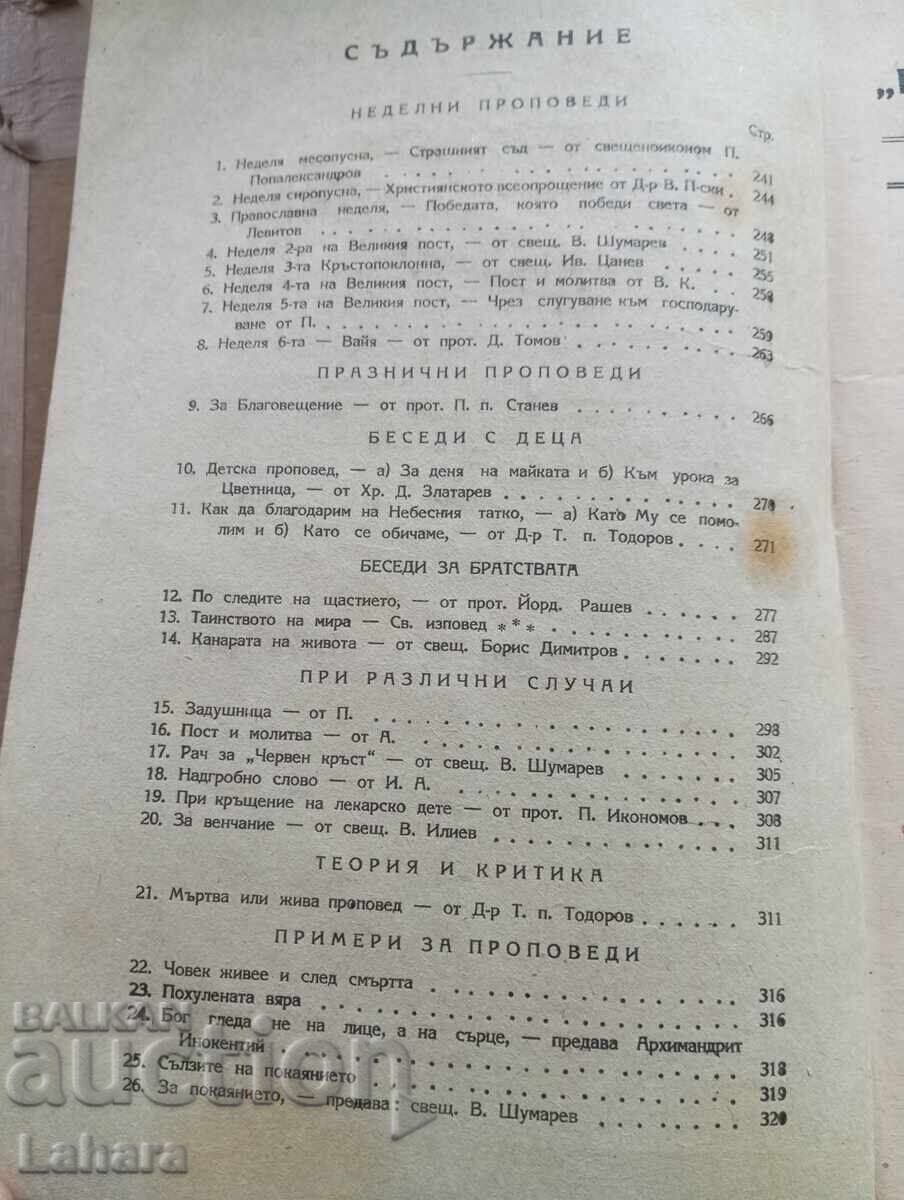 СЪДЪРЖАНИЕ
НЕДЕЛНИ ПРОПОВЕДИ
Стр.
1. Неделя месопусна, — Страшният съд — от свещеноиконом П.
Попалександров . . . . . . . . . . . . 241
2. Неделя сиропусна, — Християнското всеопрощение от Д-р В. П-ски . 244
3. Православна неделя, — Победата, която победи света — от
Левитов . . . . . . . . . . . . 248
4. Неделя 2-ра на Великия пост, — от свещ. В. Шумарев . . . . 251
5. Неделя 3-та Кръстопоклонна, — от свещ. Ив. Цанев . . . . . 255
6. Неделя 4-та на Великия пост, — Пост и молитва от В. К. . . 258
7. Неделя 5-та на Великия пост, — Чрез слугуване към господару-
ване от П. . . . . . . . . . . . 259
8. Неделя 6-та — Вайя — от прот. Д. Томов . . . . . . . 263
ПРАЗНИЧНИ ПРОПОВЕДИ
9. За Благовещение — от прот. П. п. Станев . . . . . . . 266
БЕСЕДИ С ДЕЦА
10. Детска проповед, — а) За деня на майката и б) Към урока за
Цветница, — от Хр. Д. Златарев . . . . . . . . 270
11. Как да благодарим на Небесния татко, — а) Като Му се помо-
лим и б) Като се обичаме, — от Д-р Т. п. Тодоров . . . . 271
БЕСЕДИ ЗА БРАТСТВАТА
12. По следите на щастието, — от прот. Йорд. Рашев . . . . . 277
13. Таинството на мира — Св. изповед * * * . . . . . . . 287
14. Канарата на живота — от свещ. Борис Димитров . . . . . . 292
ПРИ РАЗЛИЧНИ СЛУЧАИ
15. Задушница — от П. . . . . . . . . . . . . 298
16. Пост и молитва — от А. . . . . . . . . . . . 302
17. Рач за „Червен кръст“ — от свещ. В. Шумарев . . . . . . 305
18. Надгробно слово — от И. А. . . . . . . . . . . 307
19. При кръщение на лекарско дете — от прот. П. Икономов . . . 308
20. За венчание — от свещ. В. Илиев . . . . . . . . . 311
ТЕОРИЯ И КРИТИКА
21. Мъртва или жива проповед — от Д-р Т. п. Тодоров . . . . . 311
ПРИМЕРИ ЗА ПРОПОВЕДИ
22. Човек живее и след смъртта . . . . . . . . . . . 316
23. Похулената вяра . . . . . . . . . . . . . . 316
24. Бог гледа не на лице, а на сърце, — предава Архимандрит
Инокентий . . . . . . . . . . . . . . 318
25. Сълзите на покаянието . . . . . . . . . . . . 319
26. За покаянието, — предава: свещ. В. Шумарев . . . . . . 320
BALKAN
auction
Lahara